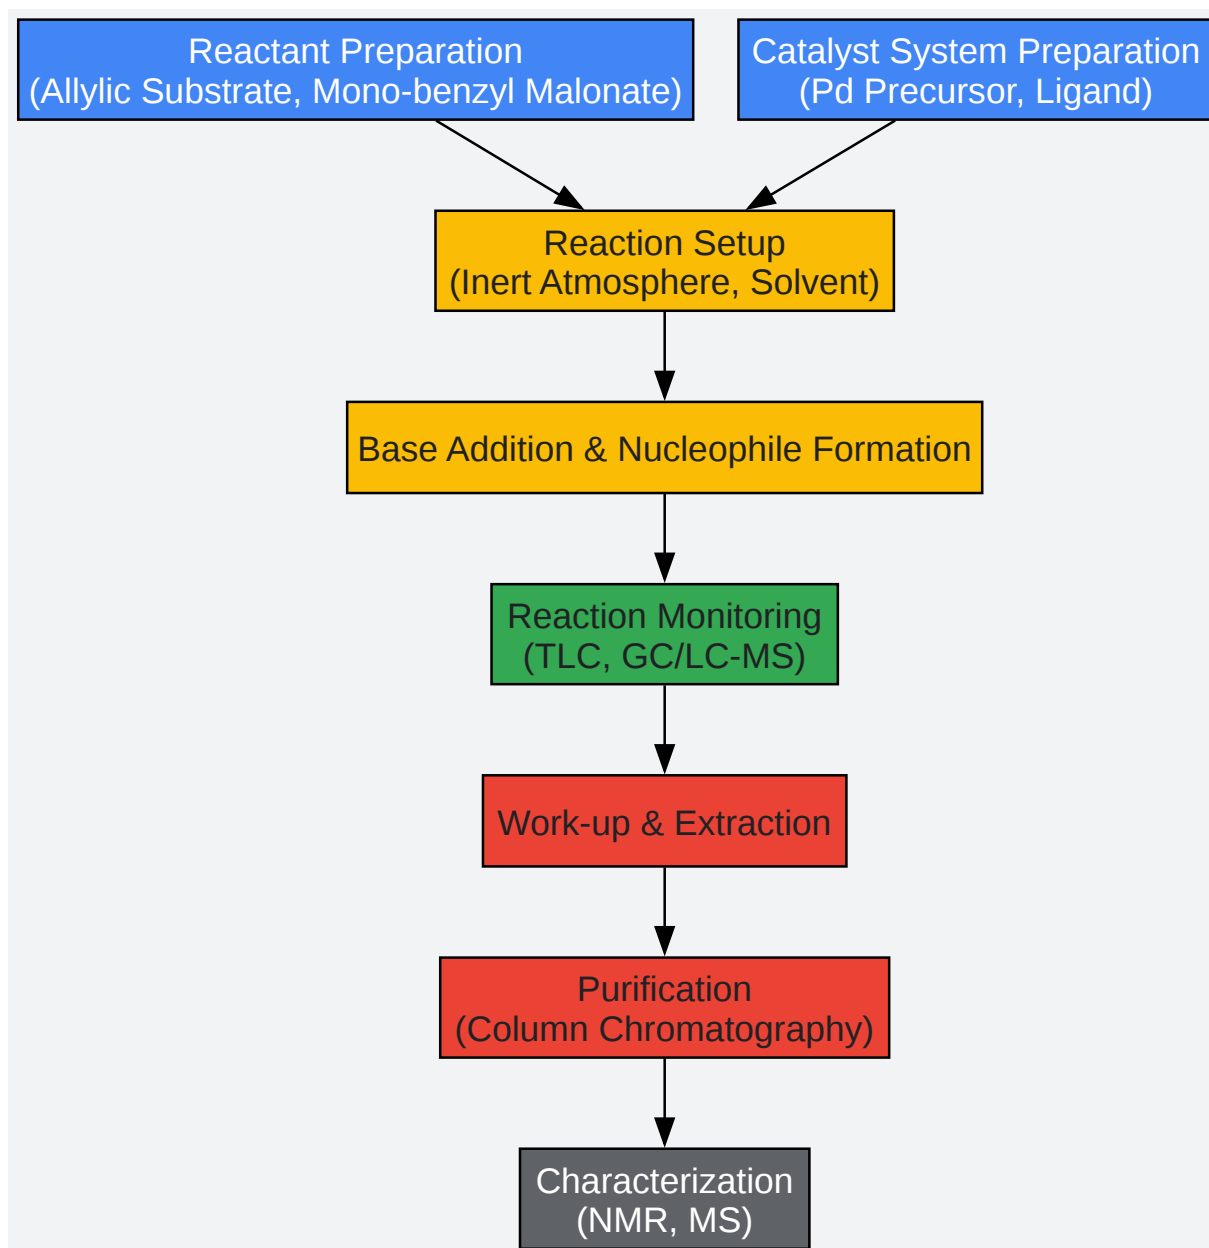 Reactant Preparation
(Allylic Substrate, Mono-benzyl Malonate)
Catalyst System Preparation
(Pd Precursor, Ligand)
Reaction Setup
(Inert Atmosphere, Solvent)
Base Addition & Nucleophile Formation
Reaction Monitoring
(TLC, GC/LC-MS)
Work-up & Extraction
Purification
(Column Chromatography)
Characterization
(NMR, MS)